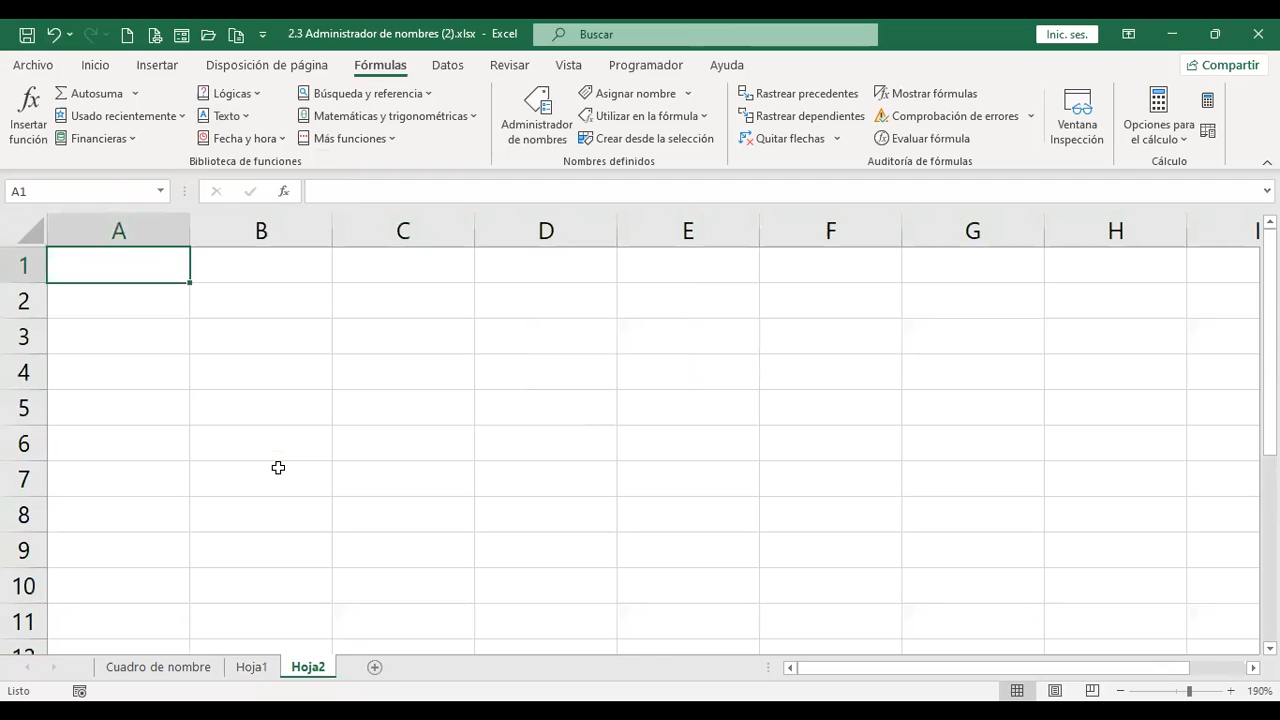 2.3 Administrador de nombres (2).xlsx - Excel
Buscar
Inic. ses.
Archivo Inicio Insertar Disposición de página Fórmulas Datos Revisar Vista Programador Ayuda
Compartir
fx
Insertar
función
Autosuma
Usado recientemente
Financieras
Lógicas
Texto
Fecha y hora
Búsqueda y referencia
Matemáticas y trigonométricas
Más funciones
Biblioteca de funciones
Administrador
de nombres
Asignar nombre
Utilizar en la fórmula
Crear desde la selección
Nombres definidos
Rastrear precedentes
Rastrear dependientes
Quitar flechas
Mostrar fórmulas
Comprobación de errores
Evaluar fórmula
Auditoría de fórmulas
Ventana
Inspección
Opciones para
el cálculo
Cálculo
A1
fx
A B C D E F G H I
1
2
3
4
5
6
7
8
9
10
11
12
Cuadro de nombre Hoja1 Hoja2
Listo
190%